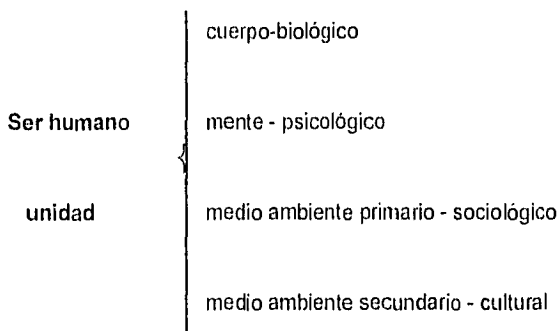 cuerpo-biológico
Ser humano
mente - psicológico
unidad
medio ambiente primario - sociológico
medio ambiente secundario - cultural